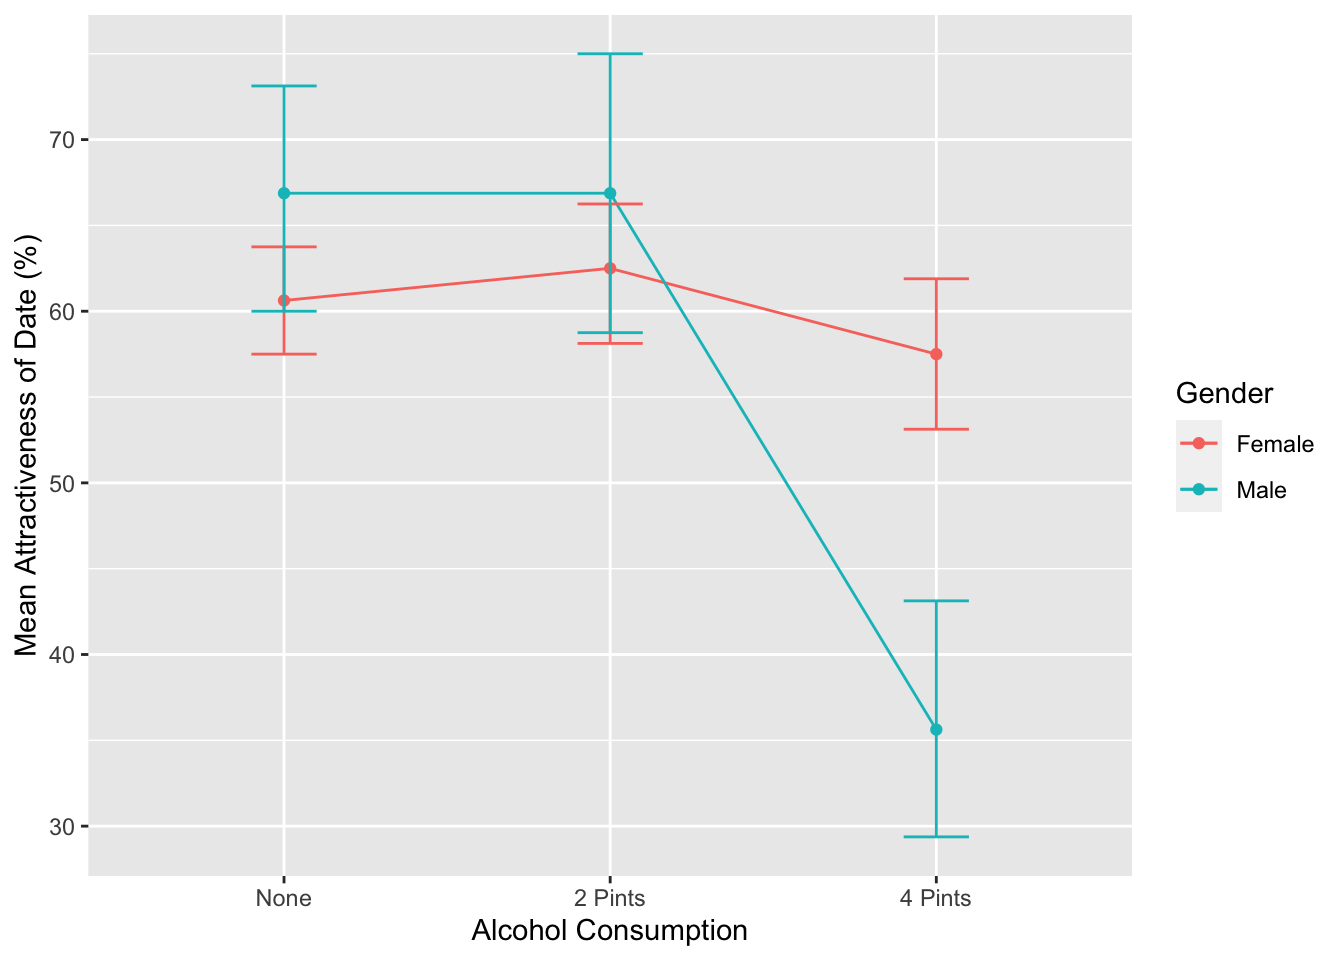 Mean Attractiveness of Date (%)
70
60
50
40
30
None 2 Pints 4 Pints
Alcohol Consumption
Gender
Female
Male